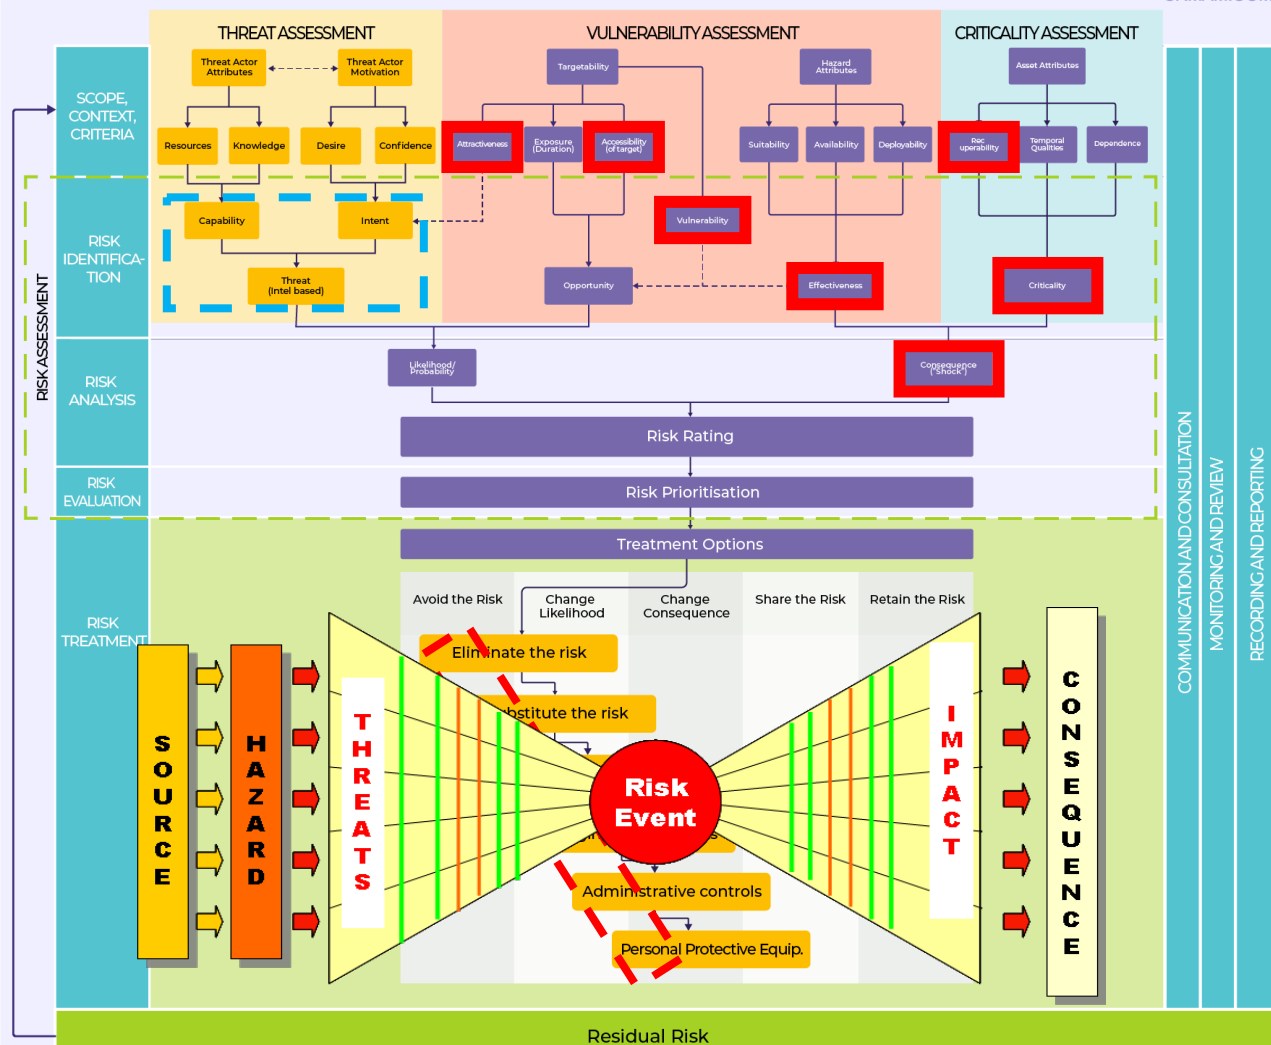 THREAT ASSESSMENT
VULNERABILITY ASSESSMENT
CRITICALITY ASSESSMENT
SCOPE,
CONTEXT,
CRITERIA
Threat Actor
Attributes
Threat Actor
Motivation
Targetability
Hazard
Attributes
Asset Attributes
Resources
Knowledge
Desire
Confidence
Attractiveness
Exposure
(Duration)
Accessibility
(of target)
Suitability
Availability
Deployability
Rec
uperability
Temporal
Qualities
Dependence
RISK ASSESSMENT
RISK
IDENTIFICA-
TION
Capability
Intent
Vulnerability
Threat
(Intel based)
Opportunity
Effectiveness
Criticality
RISK
ANALYSIS
Likelihood/
Probability
Consequence
("Shock")
Risk Rating
RISK
EVALUATION
Risk Prioritisation
RISK
TREATMENT
Treatment Options
Avoid the Risk
Change
Likelihood
Change
Consequence
Share the Risk
Retain the Risk
Eliminate the risk
bstitute the risk
SOURCE
HAZARD
THREATS
Risk
Event
IMPACT
CONSEQUENCE
Administrative controls
Personal Protective Equip.
Residual Risk
COMMUNICATION AND CONSULTATION
MONITORING AND REVIEW
RECORDING AND REPORTING